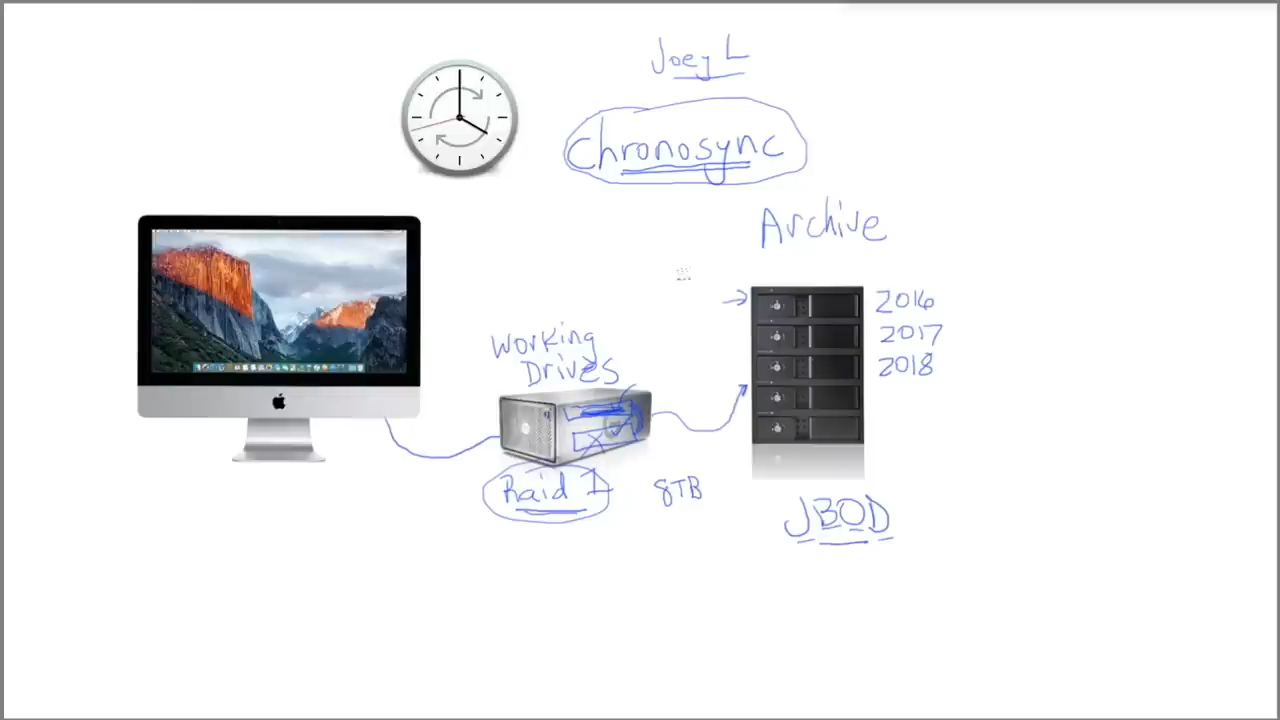 Joey L
Chronosync
Archive
2016
2017
2018
Working
Drives
Raid 1
8TB
JBOD